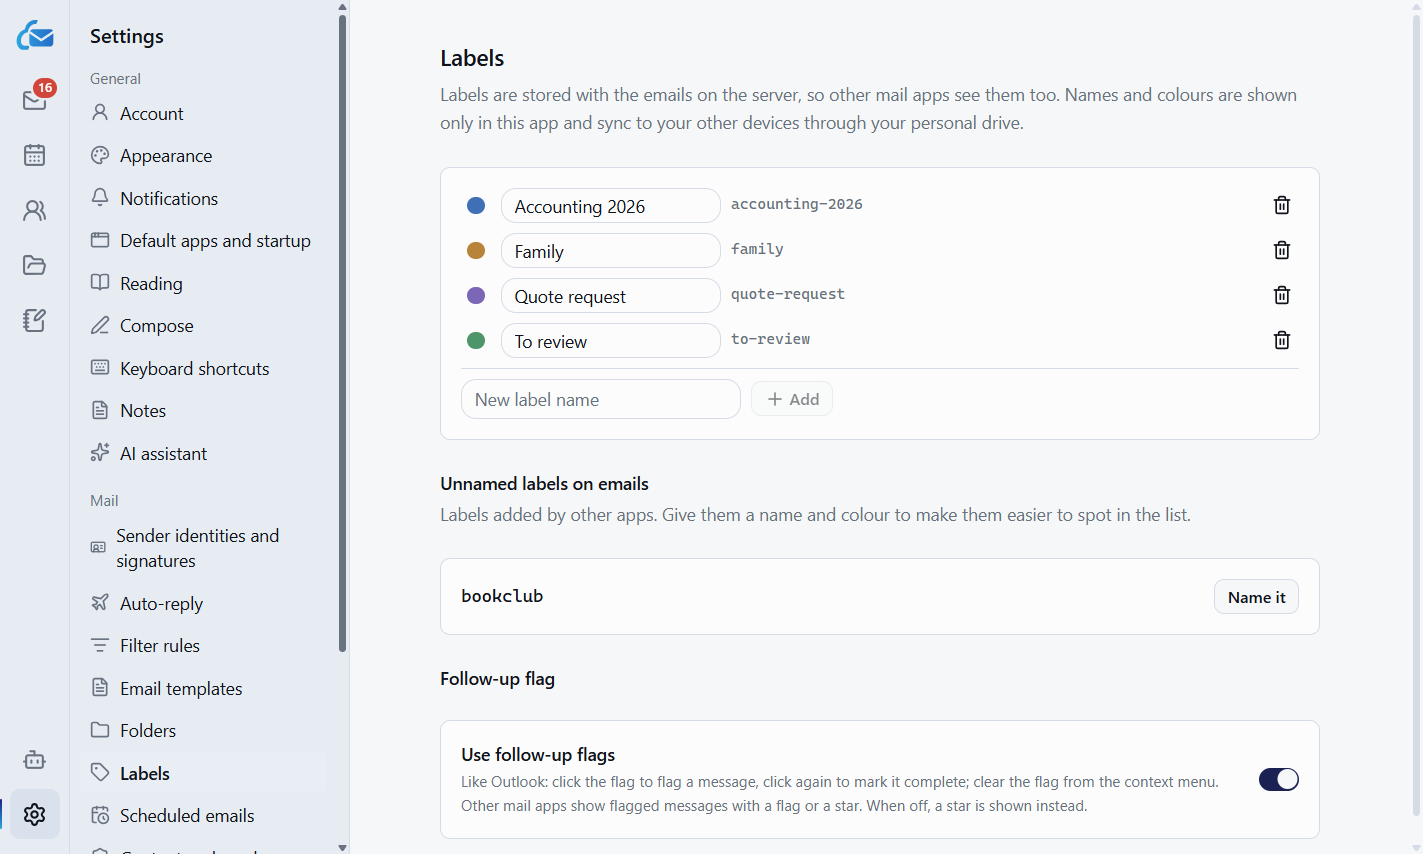 Settings
16
General
Account
Appearance
Notifications
Default apps and startup
Reading
Compose
Keyboard shortcuts
Notes
AI assistant
Mail
Sender identities and
signatures
Auto-reply
Filter rules
Email templates
Folders
Labels
Scheduled emails
Labels
Labels are stored with the emails on the server, so other mail apps see them too. Names and colours are shown
only in this app and sync to your other devices through your personal drive.
Accounting 2026 accounting-2026
Family family
Quote request quote-request
To review to-review
New label name + Add
Unnamed labels on emails
Labels added by other apps. Give them a name and colour to make them easier to spot in the list.
bookclub Name it
Follow-up flag
Use follow-up flags
Like Outlook: click the flag to flag a message, click again to mark it complete; clear the flag from the context menu.
Other mail apps show flagged messages with a flag or a star. When off, a star is shown instead.